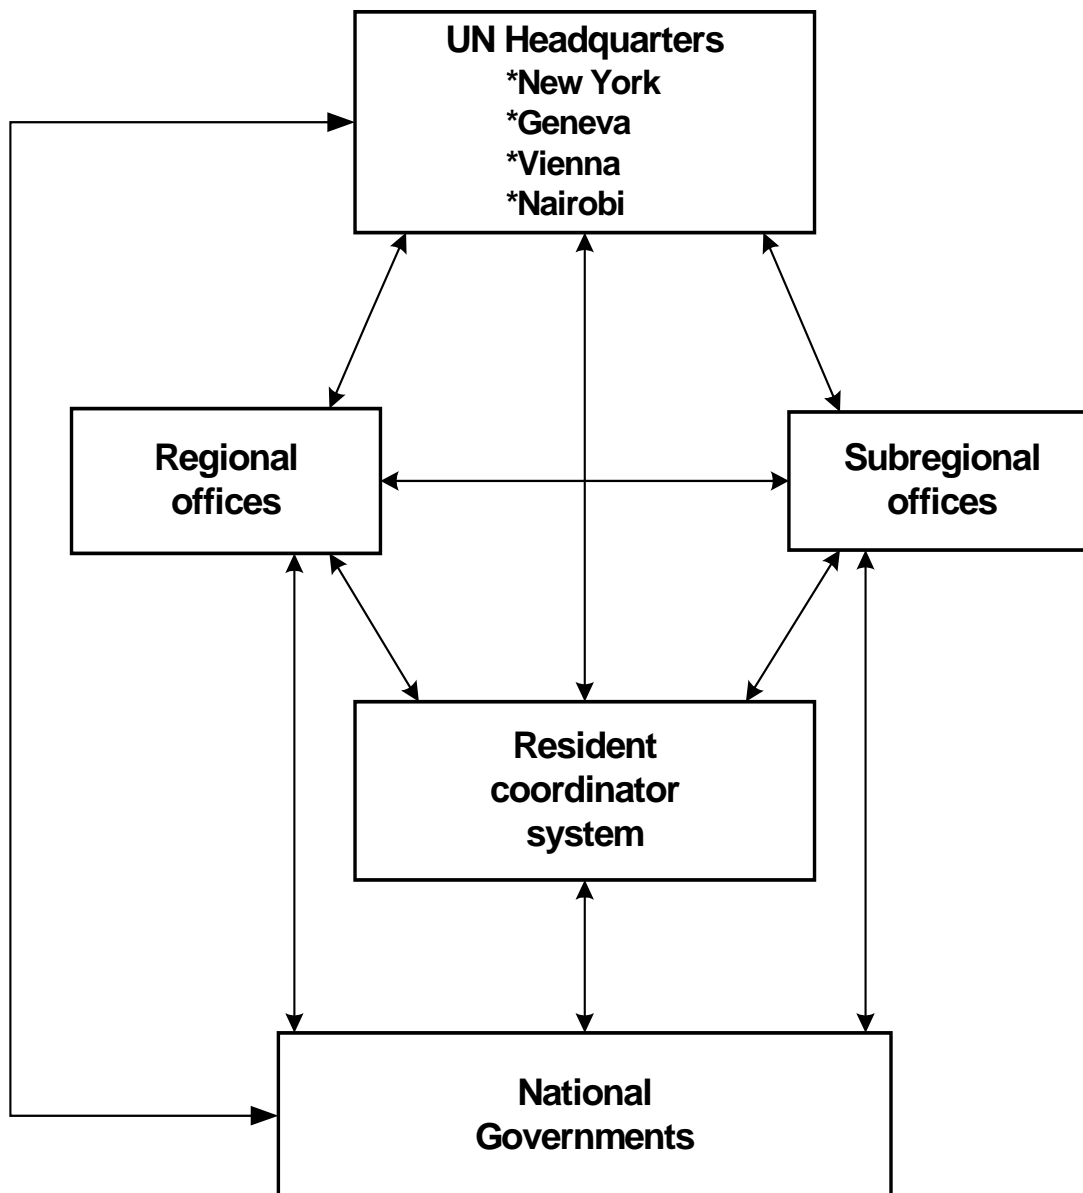 UN Headquarters
*New York
*Geneva
*Vienna
*Nairobi
Regional
offices
Subregional
offices
Resident
coordinator
system
National
Governments